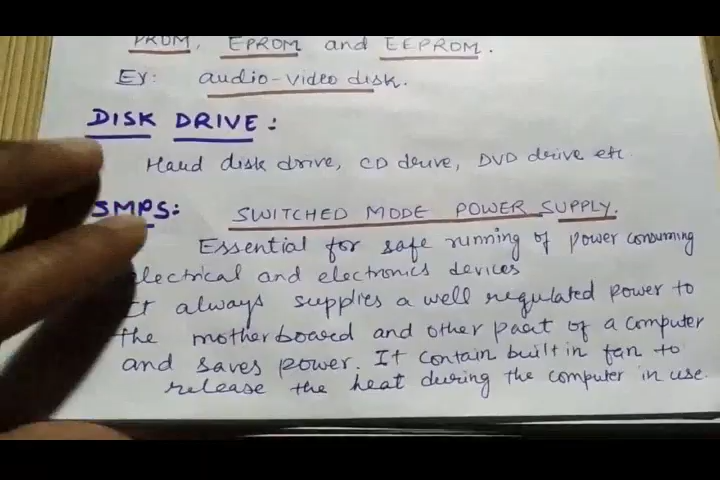 PROM, EPROM and EEPROM.
Ex: audio-video disk.
DISK DRIVE:
Hard disk drive, CD drive, DVD drive etc.
SMPS: SWITCHED MODE POWER SUPPLY.
Essential for safe running of power consuming
electrical and electronics devices
It always supplies a well regulated power to
the motherboard and other part of a computer
and saves power. It contain built in fan to
release the heat during the computer in use.